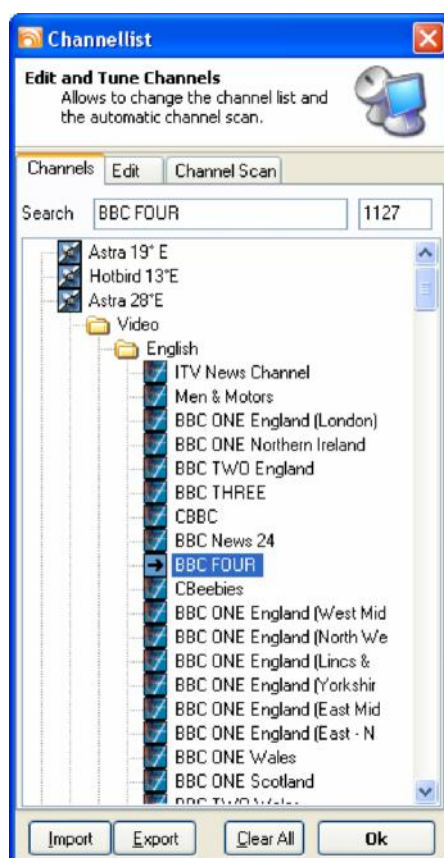 Channellist
Edit and Tune Channels
Allows to change the channel list and
the automatic channel scan.
Channels Edit Channel Scan
Search BBC FOUR 1127
Astra 19° E
Hotbird 13°E
Astra 28°E
Video
English
ITV News Channel
Men & Motors
BBC ONE England (London)
BBC ONE Northern Ireland
BBC TWO England
BBC THREE
CBBC
BBC News 24
BBC FOUR
CBeebies
BBC ONE England (West Mid
BBC ONE England (North We
BBC ONE England (Lincs &
BBC ONE England (Yorkshir
BBC ONE England (East Mid
BBC ONE England (East - N
BBC ONE Wales
BBC ONE Scotland
BBC TWO Wales
Import Export Clear All Ok